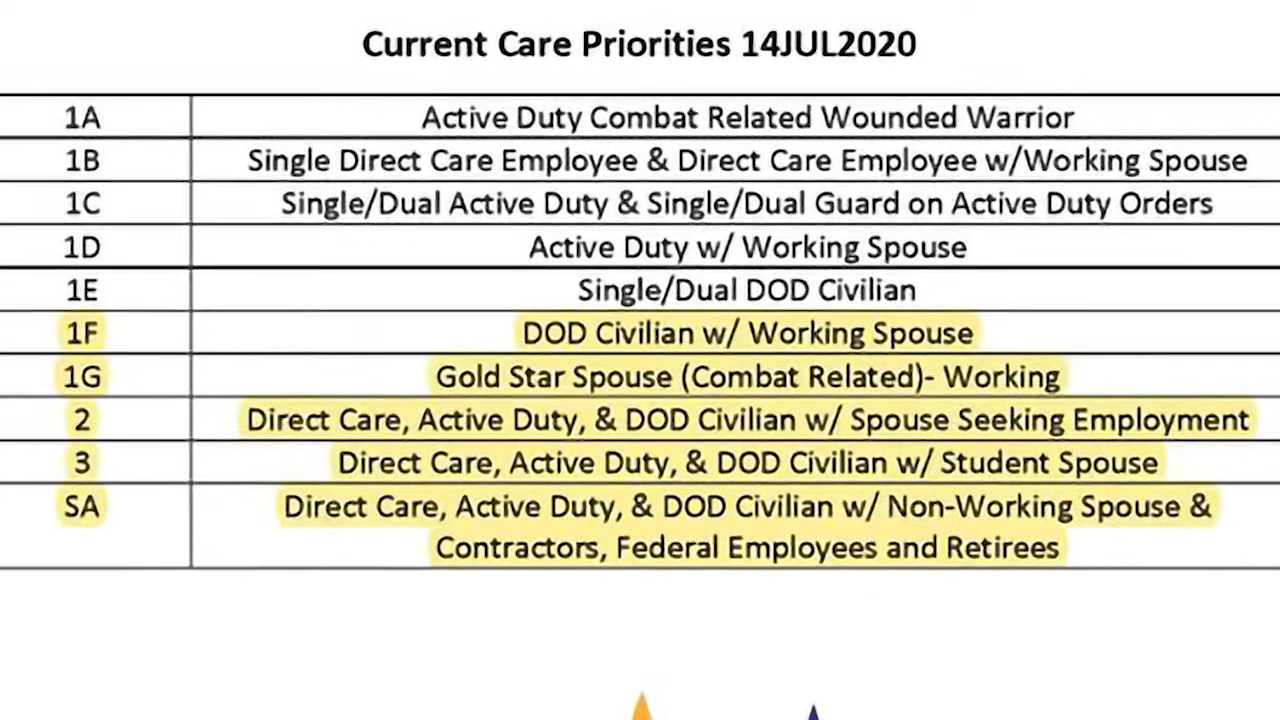 Current Care Priorities 14JUL2020
1A Active Duty Combat Related Wounded Warrior
1B Single Direct Care Employee & Direct Care Employee w/Working Spouse
1C Single/Dual Active Duty & Single/Dual Guard on Active Duty Orders
1D Active Duty w/ Working Spouse
1E Single/Dual DOD Civilian
1F DOD Civilian w/ Working Spouse
1G Gold Star Spouse (Combat Related)- Working
2 Direct Care, Active Duty, & DOD Civilian w/ Spouse Seeking Employment
3 Direct Care, Active Duty, & DOD Civilian w/ Student Spouse
SA Direct Care, Active Duty, & DOD Civilian w/ Non-Working Spouse &
Contractors, Federal Employees and Retirees